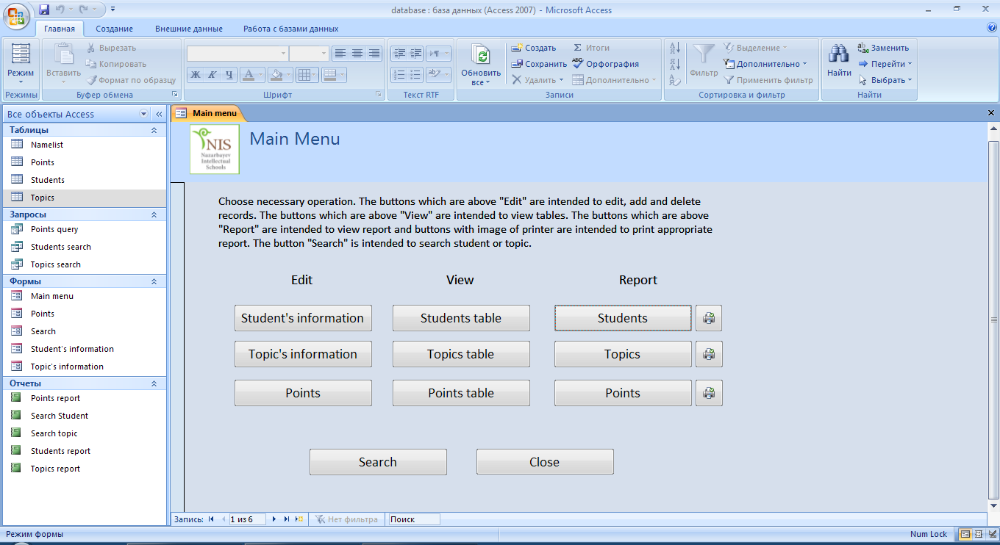 database : база данных (Access 2007) - Microsoft Access
Главная Создание Внешние данные Работа с базами данных
Режим
Режимы
Вставить
Вырезать
Копировать
Формат по образцу
Буфер обмена
Ж К Ч А
Шрифт
Текст RTF
Обновить все
Создать
Сохранить
Удалить
Σ Итоги
Орфография
Дополнительно
Записи
Фильтр
Выделение
Дополнительно
Применить фильтр
Сортировка и фильтр
Найти
Заменить
Перейти
Выбрать
Найти
Все объекты Access
Таблицы
Namelist
Points
Students
Topics
Запросы
Points query
Students search
Topics search
Формы
Main menu
Points
Search
Student's information
Topic's information
Отчеты
Points report
Search Student
Search topic
Students report
Topics report
Main menu
NIS
Nazarbayev
Intellectual
Schools
Main Menu
Choose necessary operation. The buttons which are above "Edit" are intended to edit, add and delete
records. The buttons which are above "View" are intended to view tables. The buttons which are above
"Report" are intended to view report and buttons with image of printer are intended to print appropriate
report. The button "Search" is intended to search student or topic.
Edit View Report
Student's information Students table Students
Topic's information Topics table Topics
Points Points table Points
Search Close
Запись: 1 из 6 Нет фильтра Поиск
Режим формы Num Lock